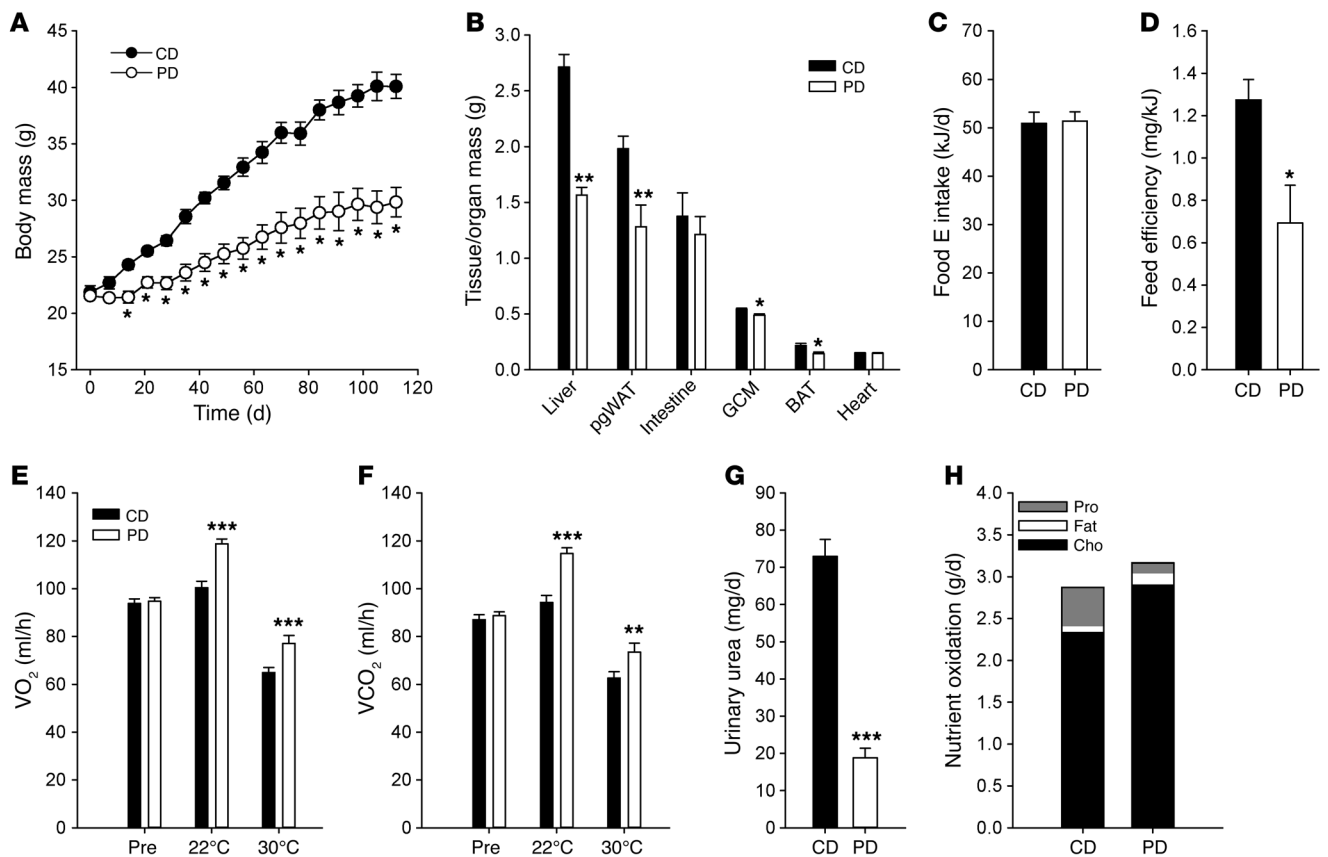 A
Body mass (g)
45
40
35
30
25
20
15
CD
PD
* * * * * * * * * * * * * * *
0 20 40 60 80 100 120
Time (d)
B
Tissue/organ mass (g)
3.0
2.5
2.0
1.5
1.0
0.5
0.0
CD
PD
**
**
*
*
Liver pgWAT Intestine GCM BAT Heart
C
Food E intake (kJ/d)
70
60
50
40
30
20
10
0
CD PD
D
Feed efficiency (mg/kJ)
1.6
1.4
1.2
1.0
0.8
0.6
0.4
0.2
0.0
*
CD PD
E
VO2 (ml/h)
140
120
100
80
60
40
20
0
CD
PD
***
***
Pre 22°C 30°C
F
VCO2 (ml/h)
140
120
100
80
60
40
20
0
***
**
Pre 22°C 30°C
G
Urinary urea (mg/d)
90
80
70
60
50
40
30
20
10
0
***
CD PD
H
Nutrient oxidation (g/d)
4.0
3.5
3.0
2.5
2.0
1.5
1.0
0.5
0.0
Pro
Fat
Cho
CD PD